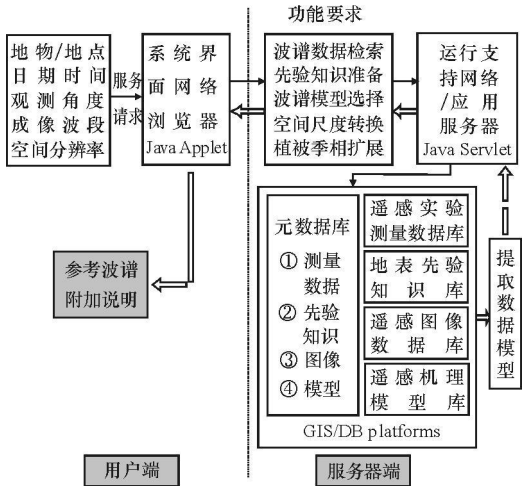 功能要求
地物/地点
日期时间
观测角度
成像波段
空间分辨率
服务
请求
系统界
面网络
浏览器
Java Applet
波谱数据检索
先验知识准备
波谱模型选择
空间尺度转换
植被季相扩展
运行支
持网络
/应用
服务器
Java Servlet
参考波谱
附加说明
元数据库
① 测量
数据
② 先验
知识
③ 图像
④ 模型
遥感实验
测量数据库
地表先验
知识库
遥感图像
数据库
遥感机理
模型库
GIS/DB platforms
提取数据模型
用户端
服务器端